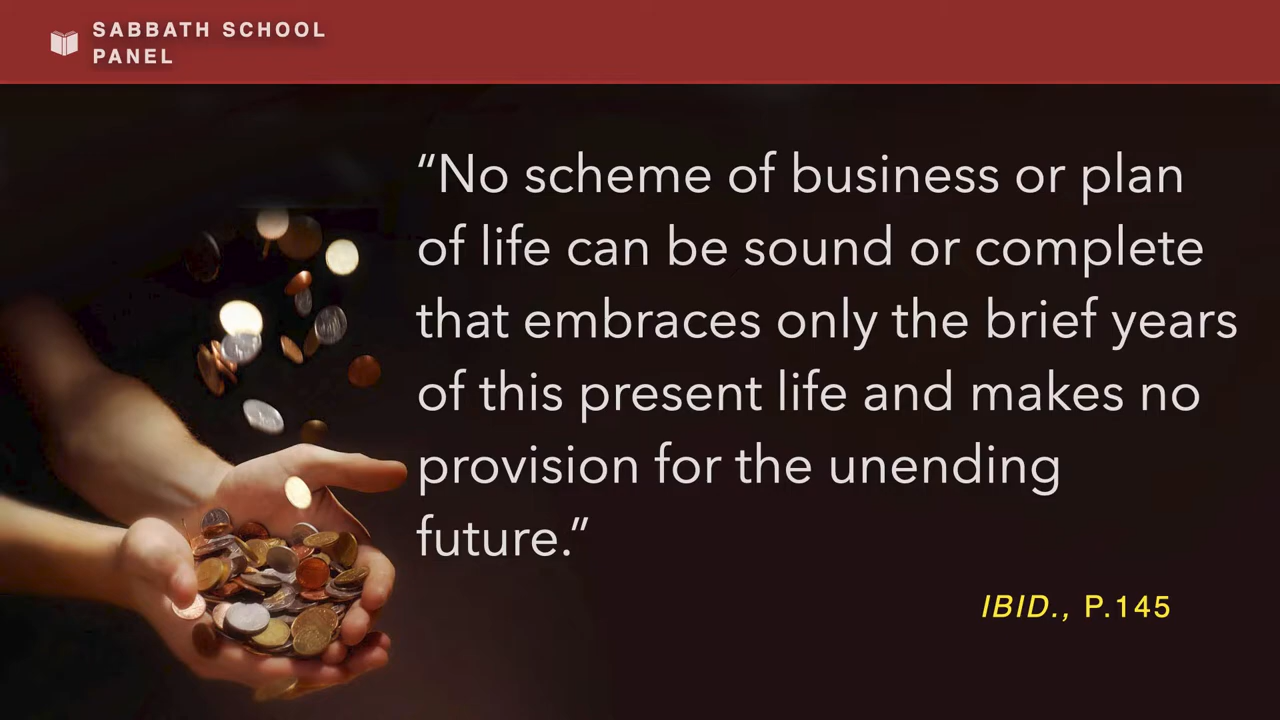 SABBATH SCHOOL
PANEL
“No scheme of business or plan
of life can be sound or complete
that embraces only the brief years
of this present life and makes no
provision for the unending
future.”
IBID., P.145